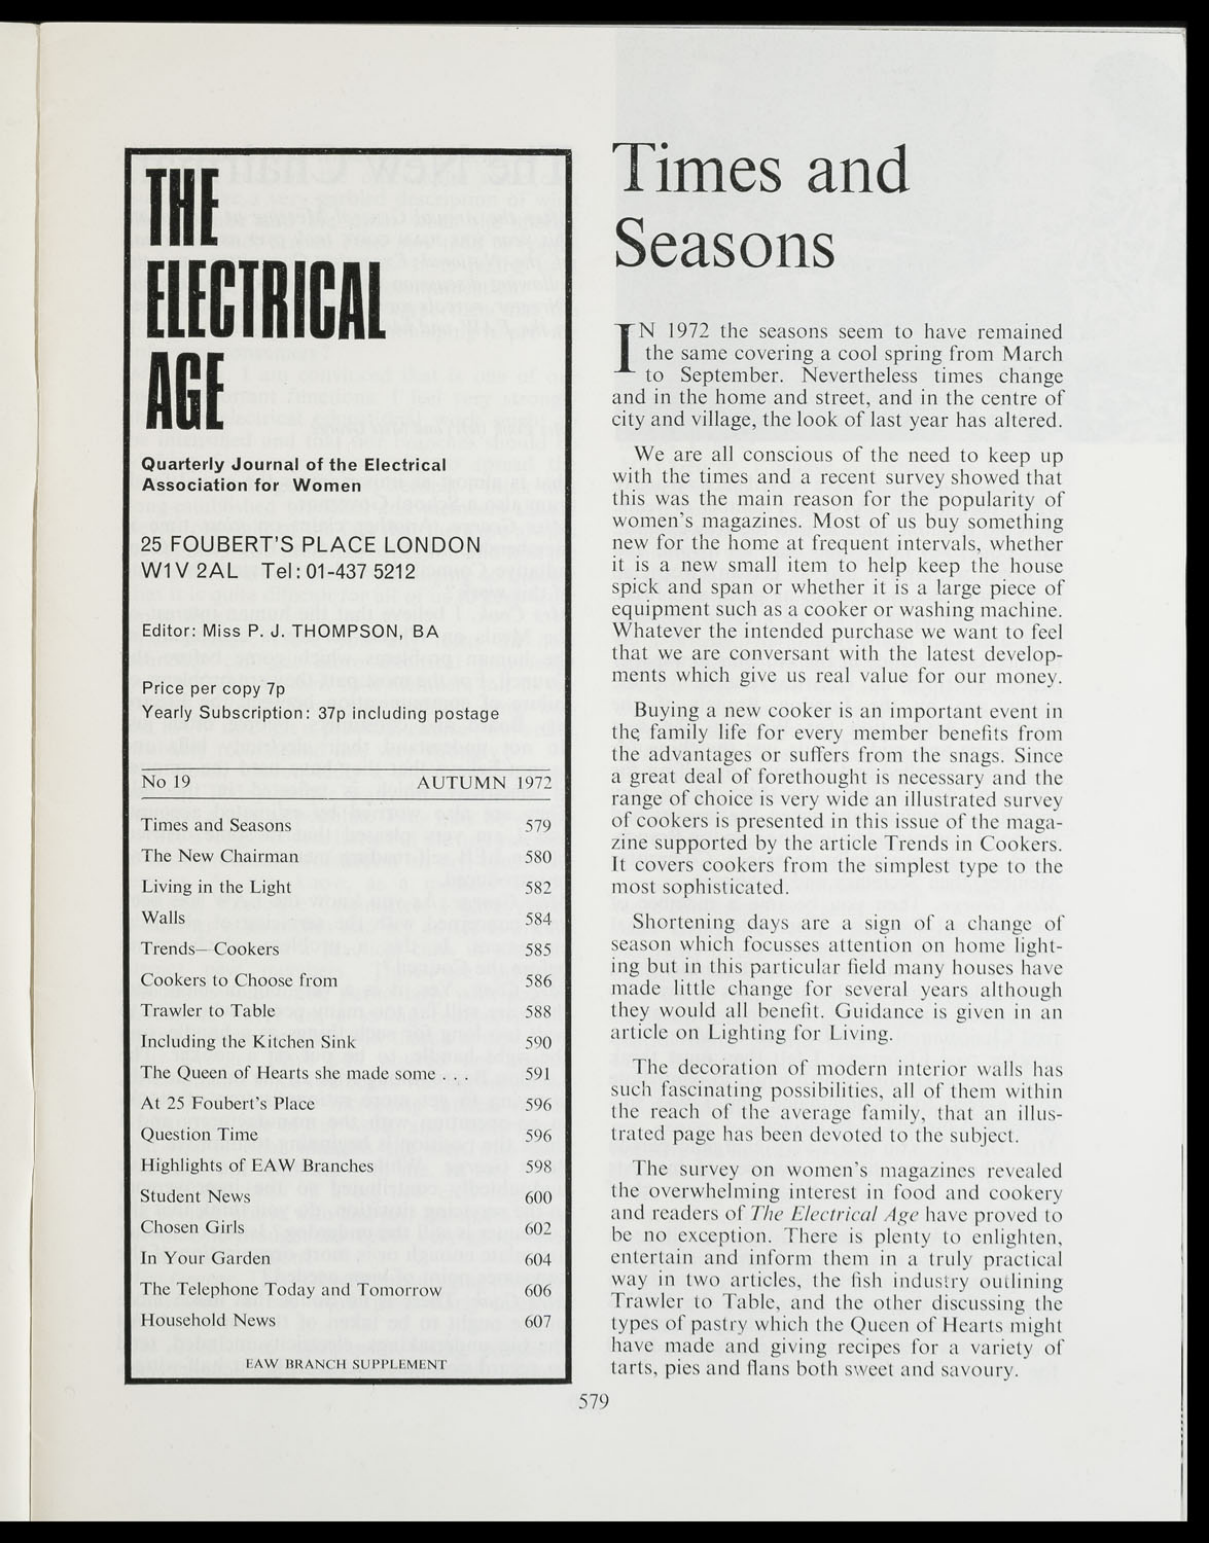 THE
ELECTRICAL
AGE
Quarterly Journal of the Electrical
Association for Women
25 FOUBERT'S PLACE LONDON
W1V 2AL Tel: 01-437 5212
Editor: Miss P. J. THOMPSON, BA
Price per copy 7p
Yearly Subscription: 37p including postage
No 19 AUTUMN 1972
Times and Seasons 579
The New Chairman 580
Living in the Light 582
Walls 584
Trends—Cookers 585
Cookers to Choose from 586
Trawler to Table 588
Including the Kitchen Sink 590
The Queen of Hearts she made some . . . 591
At 25 Foubert's Place 596
Question Time 596
Highlights of EAW Branches 598
Student News 600
Chosen Girls 602
In Your Garden 604
The Telephone Today and Tomorrow 606
Household News 607
EAW BRANCH SUPPLEMENT
Times and
Seasons
IN 1972 the seasons seem to have remained
the same covering a cool spring from March
to September. Nevertheless times change
and in the home and street, and in the centre of
city and village, the look of last year has altered.
We are all conscious of the need to keep up
with the times and a recent survey showed that
this was the main reason for the popularity of
women's magazines. Most of us buy something
new for the home at frequent intervals, whether
it is a new small item to help keep the house
spick and span or whether it is a large piece of
equipment such as a cooker or washing machine.
Whatever the intended purchase we want to feel
that we are conversant with the latest develop-
ments which give us real value for our money.
Buying a new cooker is an important event in
the family life for every member benefits from
the advantages or suffers from the snags. Since
a great deal of forethought is necessary and the
range of choice is very wide an illustrated survey
of cookers is presented in this issue of the maga-
zine supported by the article Trends in Cookers.
It covers cookers from the simplest type to the
most sophisticated.
Shortening days are a sign of a change of
season which focusses attention on home light-
ing but in this particular field many houses have
made little change for several years although
they would all benefit. Guidance is given in an
article on Lighting for Living.
The decoration of modern interior walls has
such fascinating possibilities, all of them within
the reach of the average family, that an illus-
trated page has been devoted to the subject.
The survey on women's magazines revealed
the overwhelming interest in food and cookery
and readers of The Electrical Age have proved to
be no exception. There is plenty to enlighten,
entertain and inform them in a truly practical
way in two articles, the fish industry outlining
Trawler to Table, and the other discussing the
types of pastry which the Queen of Hearts might
have made and giving recipes for a variety of
tarts, pies and flans both sweet and savoury.
579